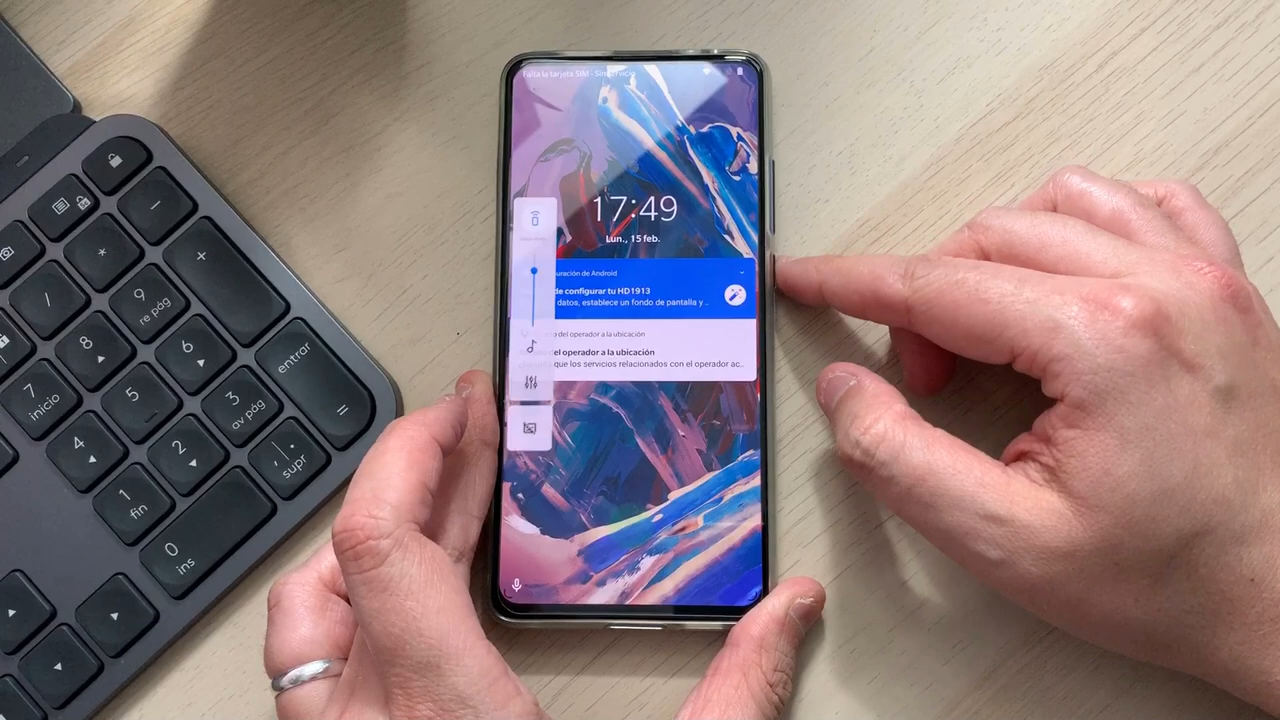 Falta la tarjeta SIM - Sin servicio
17:49
Lun., 15 feb.
uración de Android
de configurar tu HD1913
datos, establece un fondo de pantalla y ..
o del operador a la ubicación
del operador a la ubicación
que los servicios relacionados con el operador ac..
-
+
*
/
9
re pág
8
6
entrar
=
7
inicio
5
3
av pág
4
2
, .
supr
1
fin
0
ins